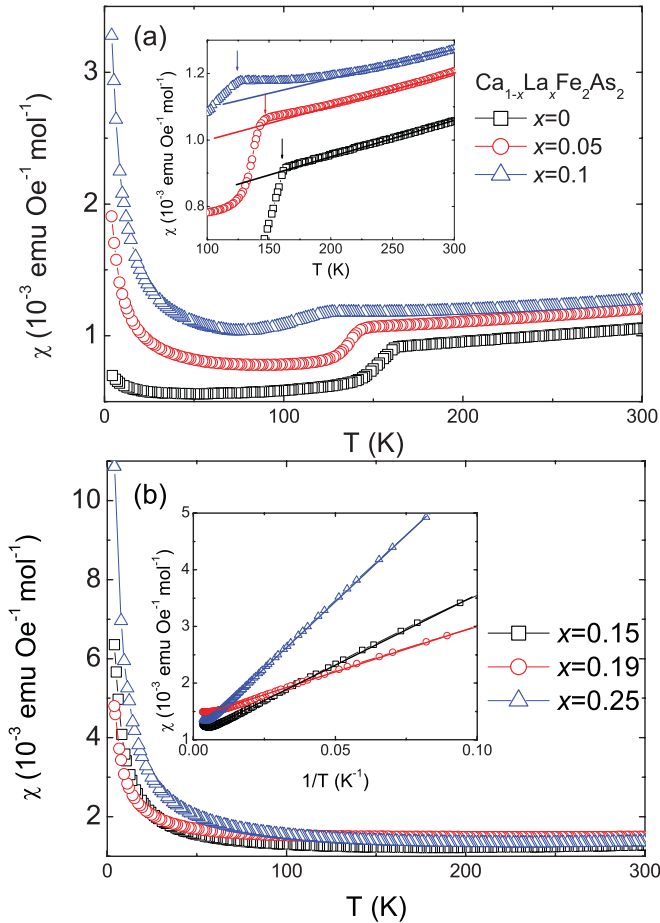 (a)
Ca1-xLaxFe2As2
x=0
x=0.05
x=0.1
χ (10-3 emu Oe-1 mol-1)
3
2
1
0 100 200 300
T (K)
χ (10-3 emu Oe-1 mol-1)
1.2
1.0
0.8
100 150 200 250 300
T (K)
(b)
x=0.15
x=0.19
x=0.25
χ (10-3 emu Oe-1 mol-1)
10
8
6
4
2
0 100 200 300
T (K)
χ (10-3 emu Oe-1 mol-1)
5
4
3
2
1
0.00 0.05 0.10
1/T (K-1)